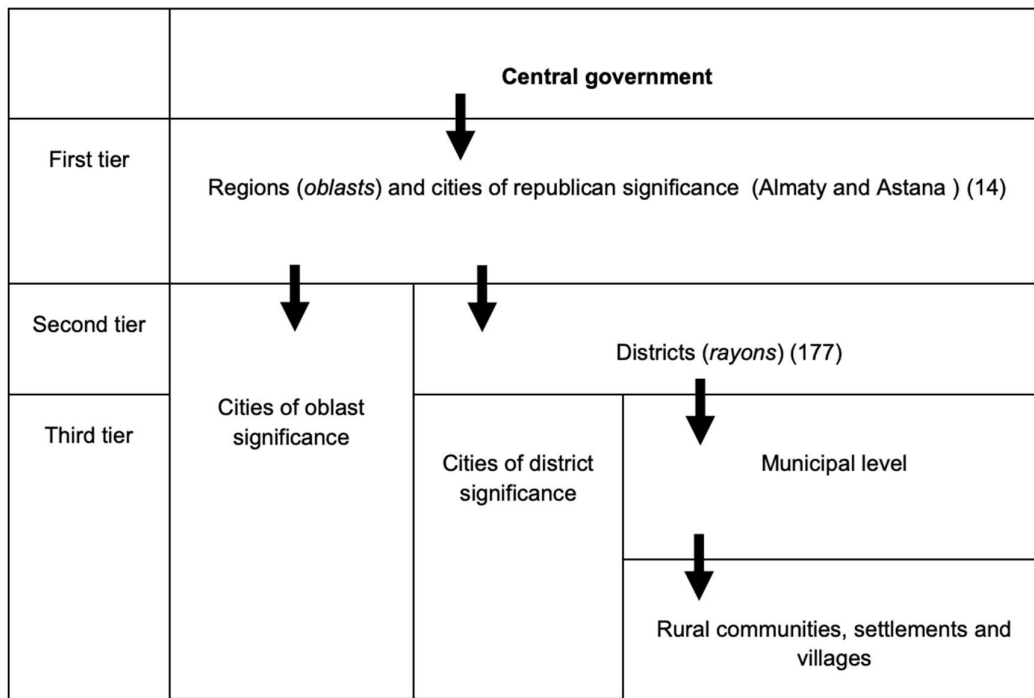 Central government
First tier
Regions (oblasts) and cities of republican significance (Almaty and Astana ) (14)
Second tier
Districts (rayons) (177)
Cities of oblast
significance
Third tier
Cities of district
significance
Municipal level
Rural communities, settlements and
villages